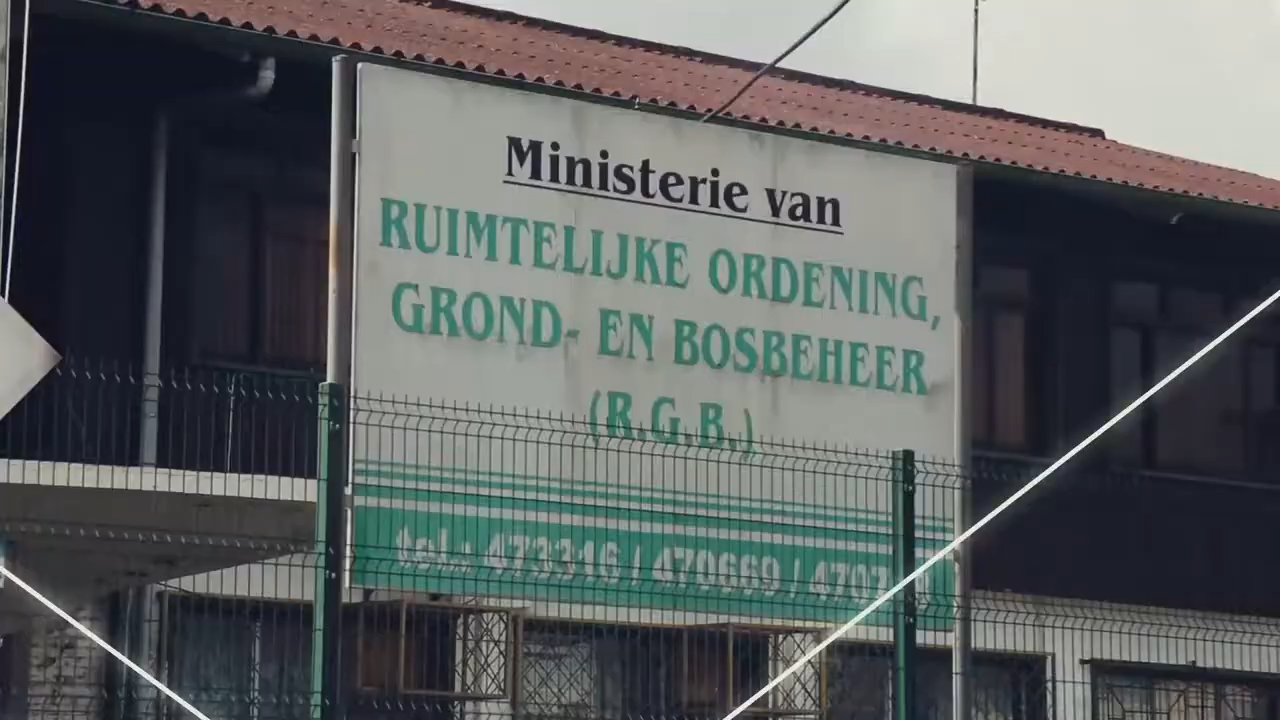 Ministerie van
RUIMTELIJKE ORDENING,
GROND- EN BOSBEHEER
(R.G.B.)
tel.: 473316 / 470669 /